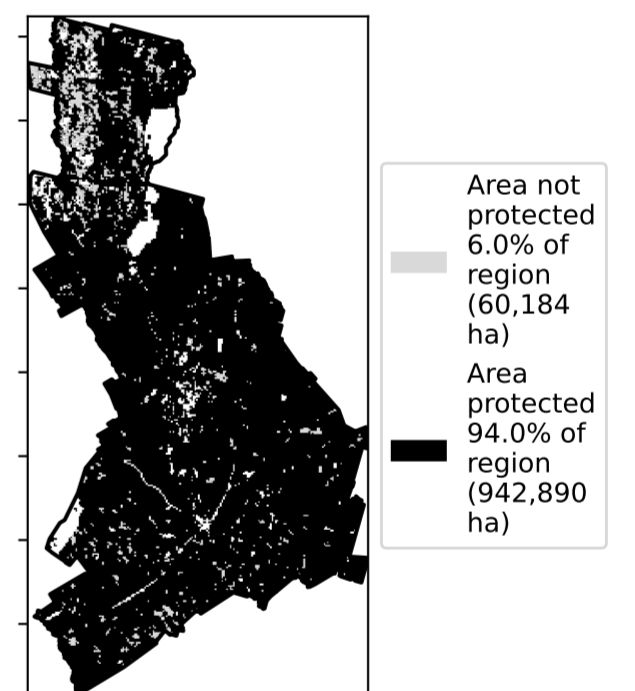 Area not
protected
6.0% of
region
(60,184
ha)
Area
protected
94.0% of
region
(942,890
ha)